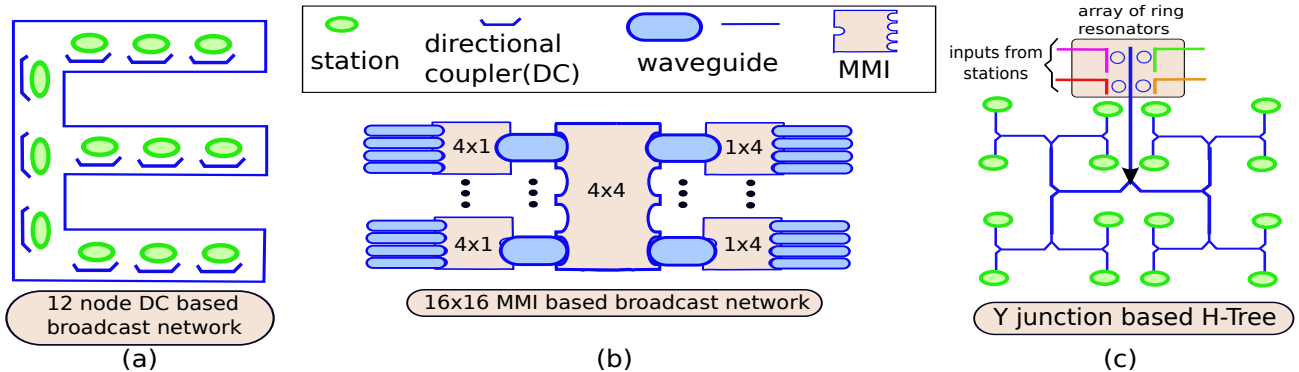 station
directional
coupler(DC)
waveguide
MMI
12 node DC based
broadcast network
(a)
4x1
4x4
1x4
4x1
1x4
16x16 MMI based broadcast network
(b)
array of ring
resonators
inputs from
stations
Y junction based H-Tree
(c)